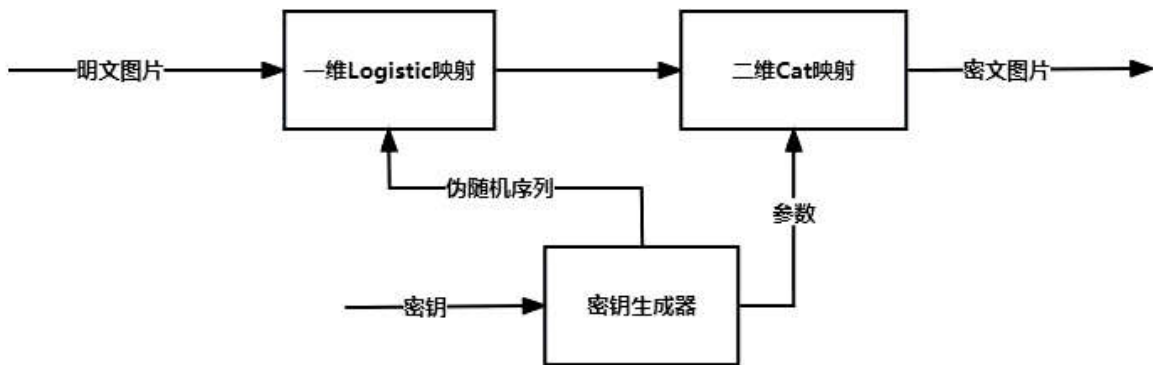 明文图片
一维Logistic映射
二维Cat映射
密文图片
伪随机序列
参数
密钥
密钥生成器